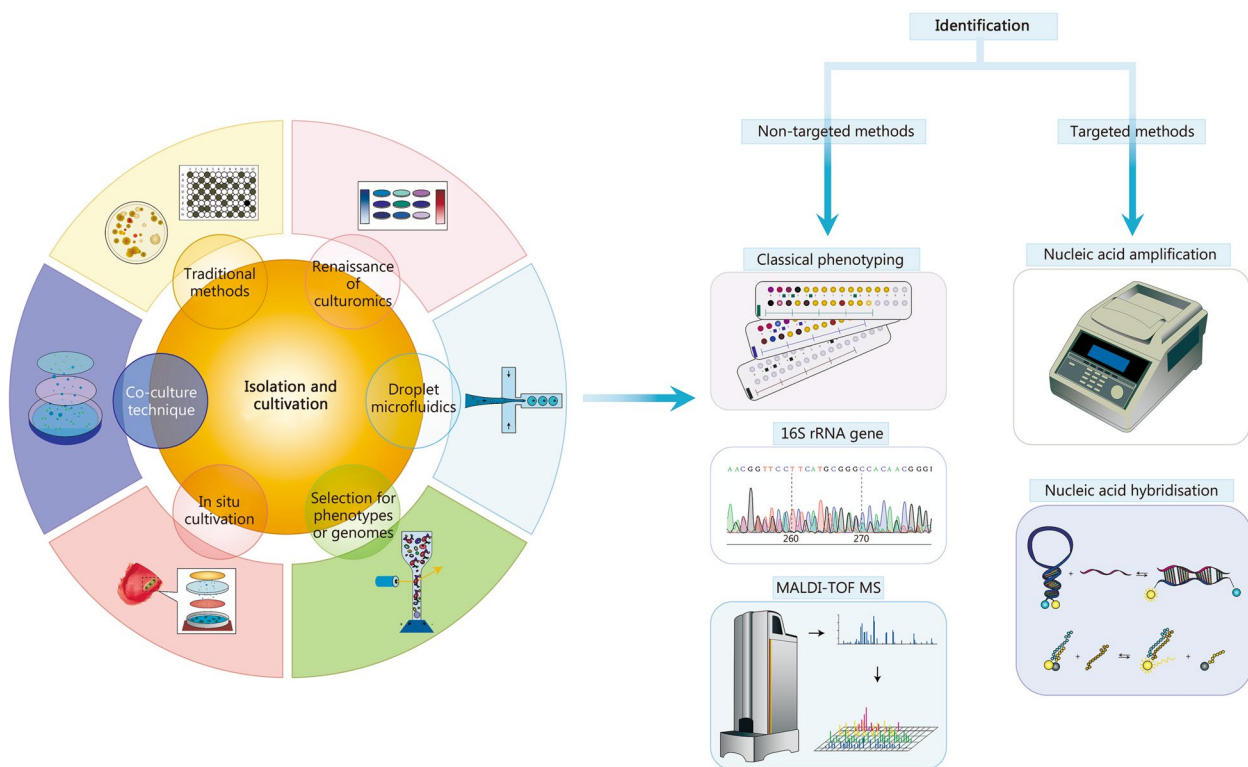 Identification
Non-targeted methods
Targeted methods
Traditional
methods
Renaissance
of
culturomics
Co-culture
technique
Isolation and
cultivation
Droplet
microfluidics
In situ
cultivation
Selection for
phenotypes
or genomes
Classical phenotyping
Nucleic acid amplification
16S rRNA gene
AACGGTTCCTTCATGCGGGCCACAACGGGI
260 270
Nucleic acid hybridisation
+
+ +
MALDI-TOF MS